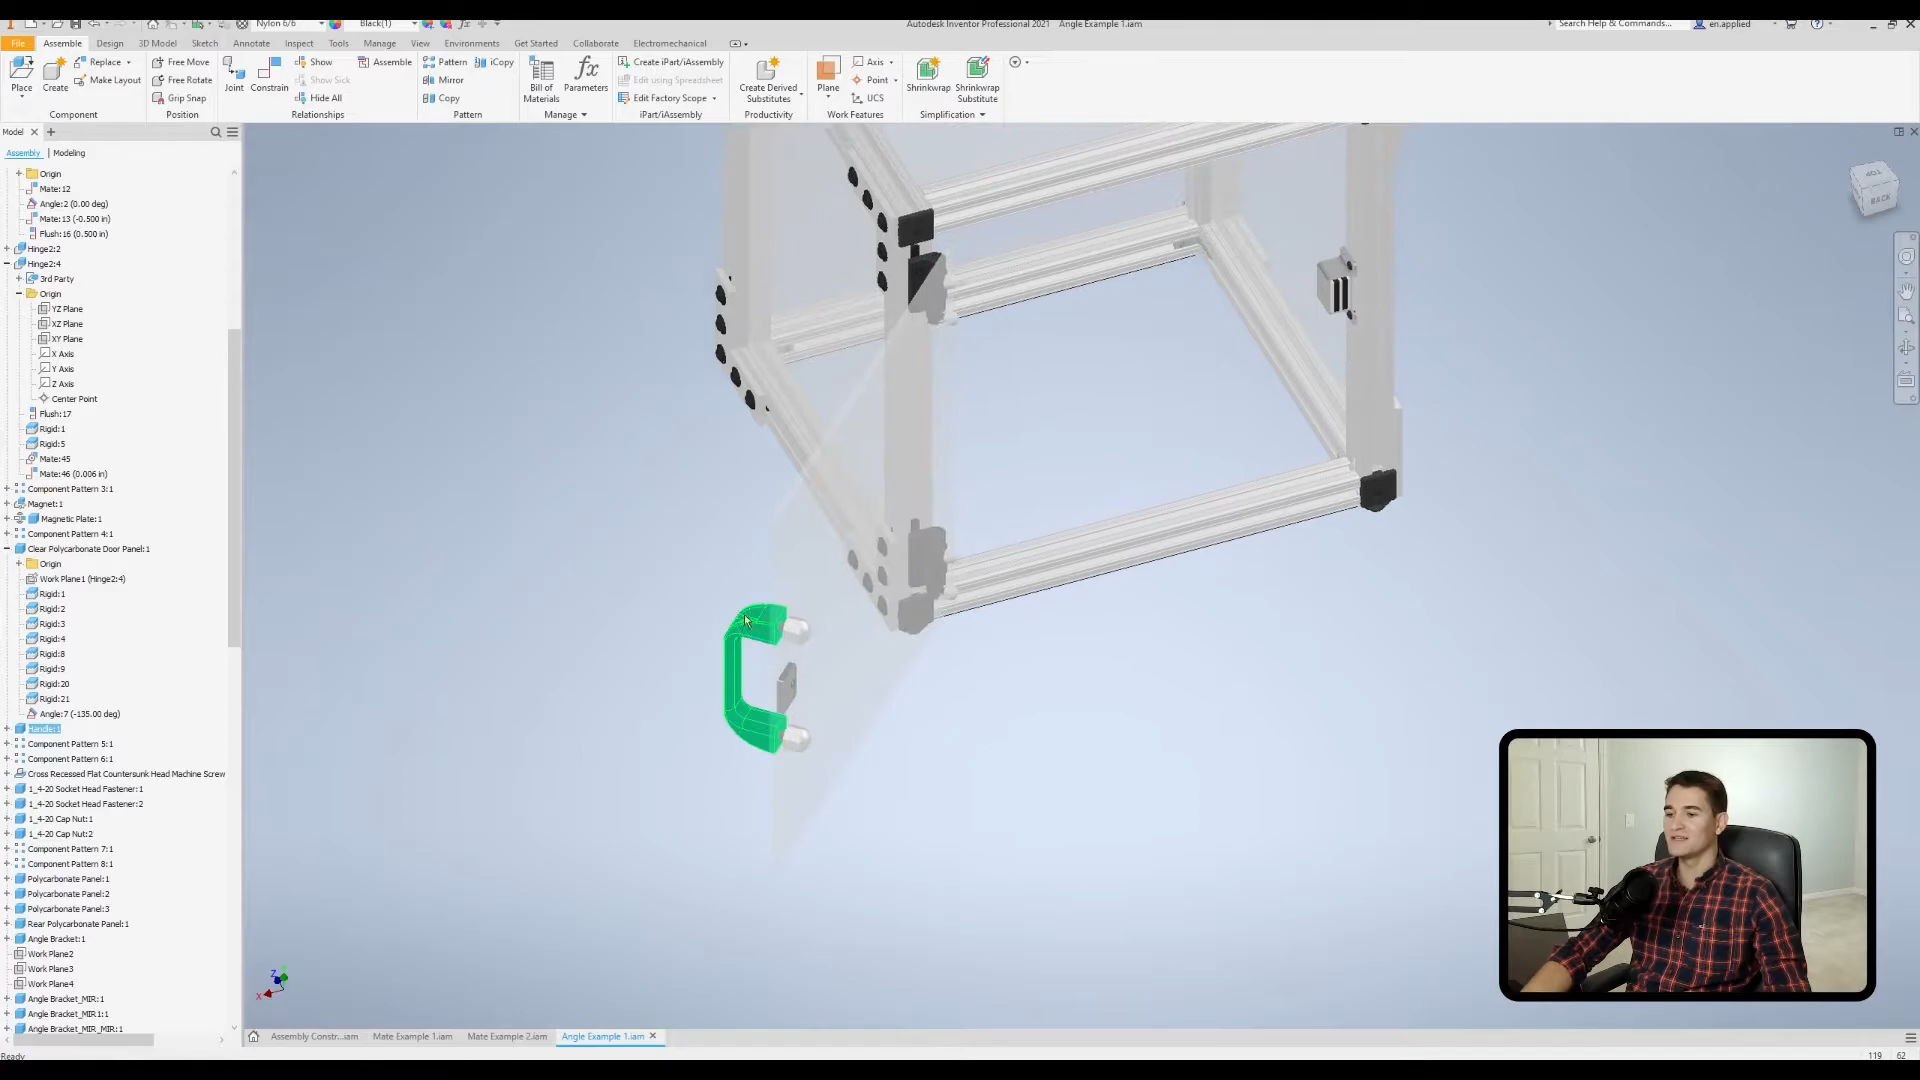 Nylon 6/6
Black(1)
Autodesk Inventor Professional 2021 Angle Example 1.iam
Search Help & Commands...
en.applied
File Assemble Design 3D Model Sketch Annotate Inspect Tools Manage View Environments Get Started Collaborate Electromechanical
Place
Create
Replace
Make Layout
Component
Free Move
Free Rotate
Grip Snap
Position
Joint
Constrain
Show
Show Sick
Hide All
Relationships
Assemble
Pattern
Mirror
Copy
iCopy
Pattern
Bill of
Materials
Parameters
Manage
Create iPart/iAssembly
Edit using Spreadsheet
Edit Factory Scope
iPart/iAssembly
Create Derived
Substitutes
Productivity
Plane
Axis
Point
UCS
Work Features
Shrinkwrap
Shrinkwrap
Substitute
Simplification
Model
Assembly | Modeling
Origin
Mate:12
Angle:2 (0.00 deg)
Mate:13 (-0.500 in)
Flush:16 (0.500 in)
Hinge2:2
Hinge2:4
3rd Party
Origin
YZ Plane
XZ Plane
XY Plane
X Axis
Y Axis
Z Axis
Center Point
Flush:17
Rigid:1
Rigid:5
Mate:45
Mate:46 (0.006 in)
Component Pattern 3:1
Magnet:1
Magnetic Plate:1
Component Pattern 4:1
Clear Polycarbonate Door Panel:1
Origin
Work Plane1 (Hinge2:4)
Rigid:1
Rigid:2
Rigid:3
Rigid:4
Rigid:8
Rigid:9
Rigid:20
Rigid:21
Angle:7 (-135.00 deg)
Handle:1
Component Pattern 5:1
Component Pattern 6:1
Cross Recessed Flat Countersunk Head Machine Screw
1_4-20 Socket Head Fastener:1
1_4-20 Socket Head Fastener:2
1_4-20 Cap Nut:1
1_4-20 Cap Nut:2
Component Pattern 7:1
Component Pattern 8:1
Polycarbonate Panel:1
Polycarbonate Panel:2
Polycarbonate Panel:3
Rear Polycarbonate Panel:1
Angle Bracket:1
Work Plane2
Work Plane3
Work Plane4
Angle Bracket_MIR:1
Angle Bracket_MIR1:1
Angle Bracket_MIR_MIR:1
TOP
BACK
Z
X
Assembly Constr...iam Mate Example 1.iam Mate Example 2.iam Angle Example 1.iam
Ready
119 62